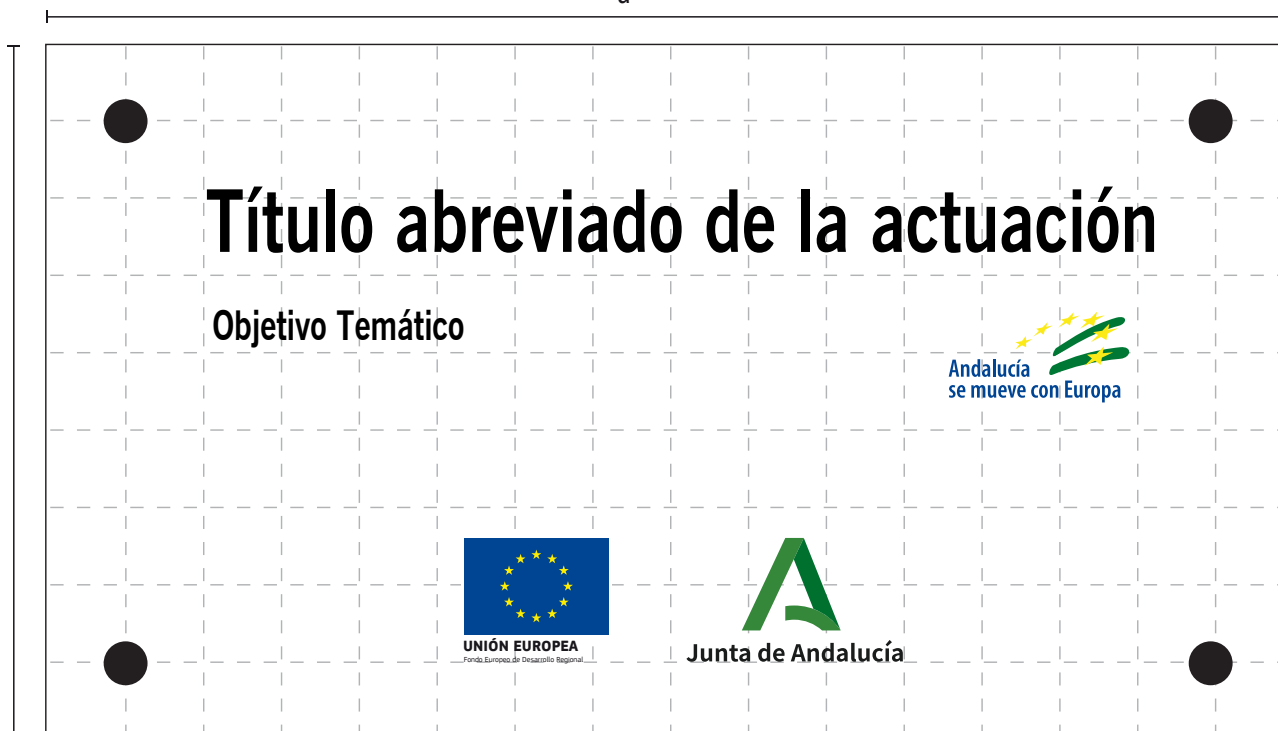 a
Título abreviado de la actuación
Objetivo Temático
Andalucía
se mueve con Europa
UNIÓN EUROPEA
Fondo Europeo de Desarrollo Regional
Junta de Andalucía